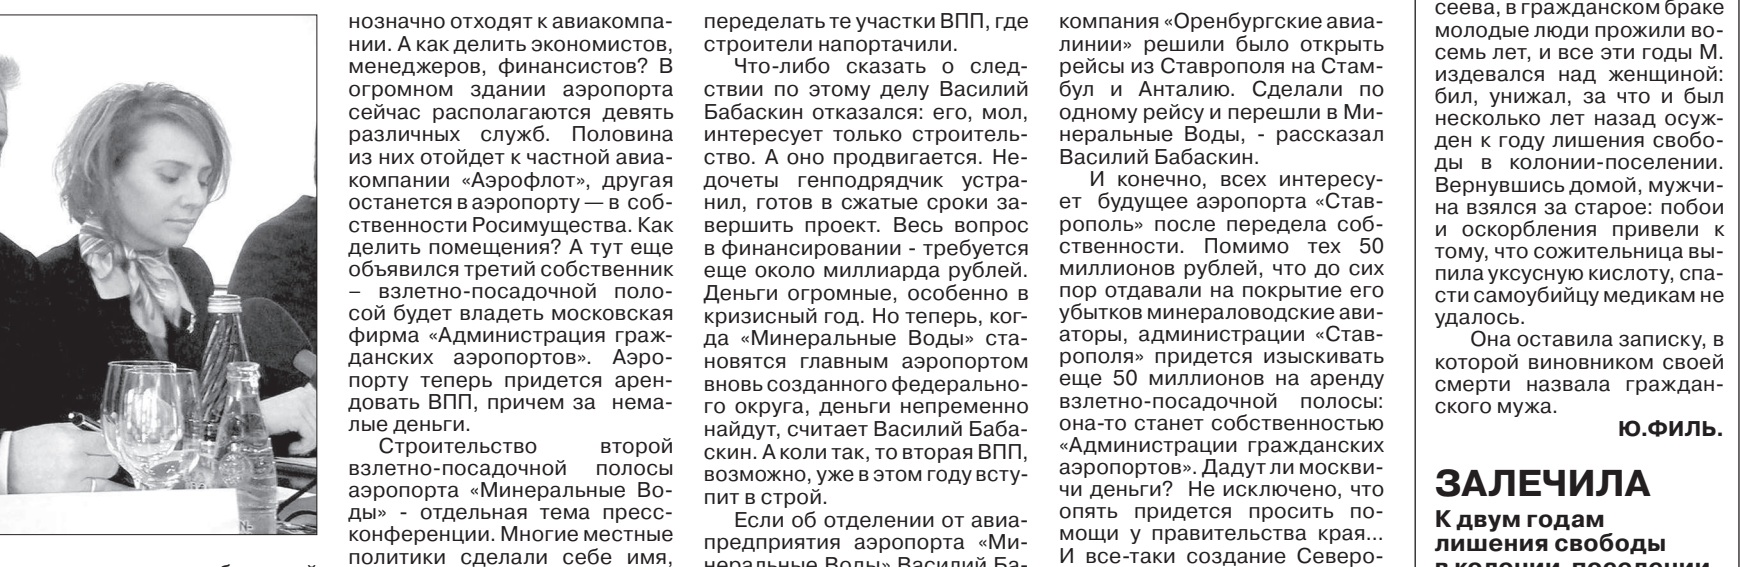 нозначно отходят к авиакомпа-
нии. А как делить экономистов,
менеджеров, финансистов? В
огромном здании аэропорта
сейчас располагаются девять
различных служб. Половина
из них отойдет к частной авиа-
компании «Аэрофлот», другая
останется в аэропорту — в соб-
ственности Росимущества. Как
делить помещения? А тут еще
объявился третий собственник
– взлетно-посадочной поло-
сой будет владеть московская
фирма «Администрация граж-
данских аэропортов». Аэро-
порту теперь придется арен-
довать ВПП, причем за нема-
лые деньги.
Строительство второй
взлетно-посадочной полосы
аэропорта «Минеральные Во-
ды» - отдельная тема пресс-
конференции. Многие местные
политики сделали себе имя,
переделать те участки ВПП, где
строители напортачили.
Что-либо сказать о след-
ствии по этому делу Василий
Бабаскин отказался: его, мол,
интересует только строитель-
ство. А оно продвигается. Не-
дочеты генподрядчик устра-
нил, готов в сжатые сроки за-
вершить проект. Весь вопрос
в финансировании - требуется
еще около миллиарда рублей.
Деньги огромные, особенно в
кризисный год. Но теперь, ког-
да «Минеральные Воды» ста-
новятся главным аэропортом
вновь созданного федерально-
го округа, деньги непременно
найдут, считает Василий Баба-
скин. А коли так, то вторая ВПП,
возможно, уже в этом году всту-
пит в строй.
Если об отделении от авиа-
предприятия аэропорта «Ми-
неральные Воды» Василий Ба-
компания «Оренбургские авиа-
линии» решили было открыть
рейсы из Ставрополя на Стам-
бул и Анталию. Сделали по
одному рейсу и перешли в Ми-
неральные Воды, - рассказал
Василий Бабаскин.
И конечно, всех интересу-
ет будущее аэропорта «Став-
рополь» после передела соб-
ственности. Помимо тех 50
миллионов рублей, что до сих
пор отдавали на покрытие его
убытков минераловодские ави-
аторы, администрации «Став-
рополя» придется изыскивать
еще 50 миллионов на аренду
взлетно-посадочной полосы:
она-то станет собственностью
«Администрации гражданских
аэропортов». Дадут ли москви-
чи деньги? Не исключено, что
опять придется просить по-
мощи у правительства края...
И все-таки создание Северо-
сеева, в гражданском браке
молодые люди прожили во-
семь лет, и все эти годы М.
издевался над женщиной:
бил, унижал, за что и был
несколько лет назад осуж-
ден к году лишения свобо-
ды в колонии-поселении.
Вернувшись домой, мужчи-
на взялся за старое: побои
и оскорбления привели к
тому, что сожительница вы-
пила уксусную кислоту, спа-
сти самоубийцу медикам не
удалось.
Она оставила записку, в
которой виновником своей
смерти назвала граждан-
ского мужа.
Ю.ФИЛЬ.
ЗАЛЕЧИЛА
К двум годам
лишения свободы
в колонии-поселении